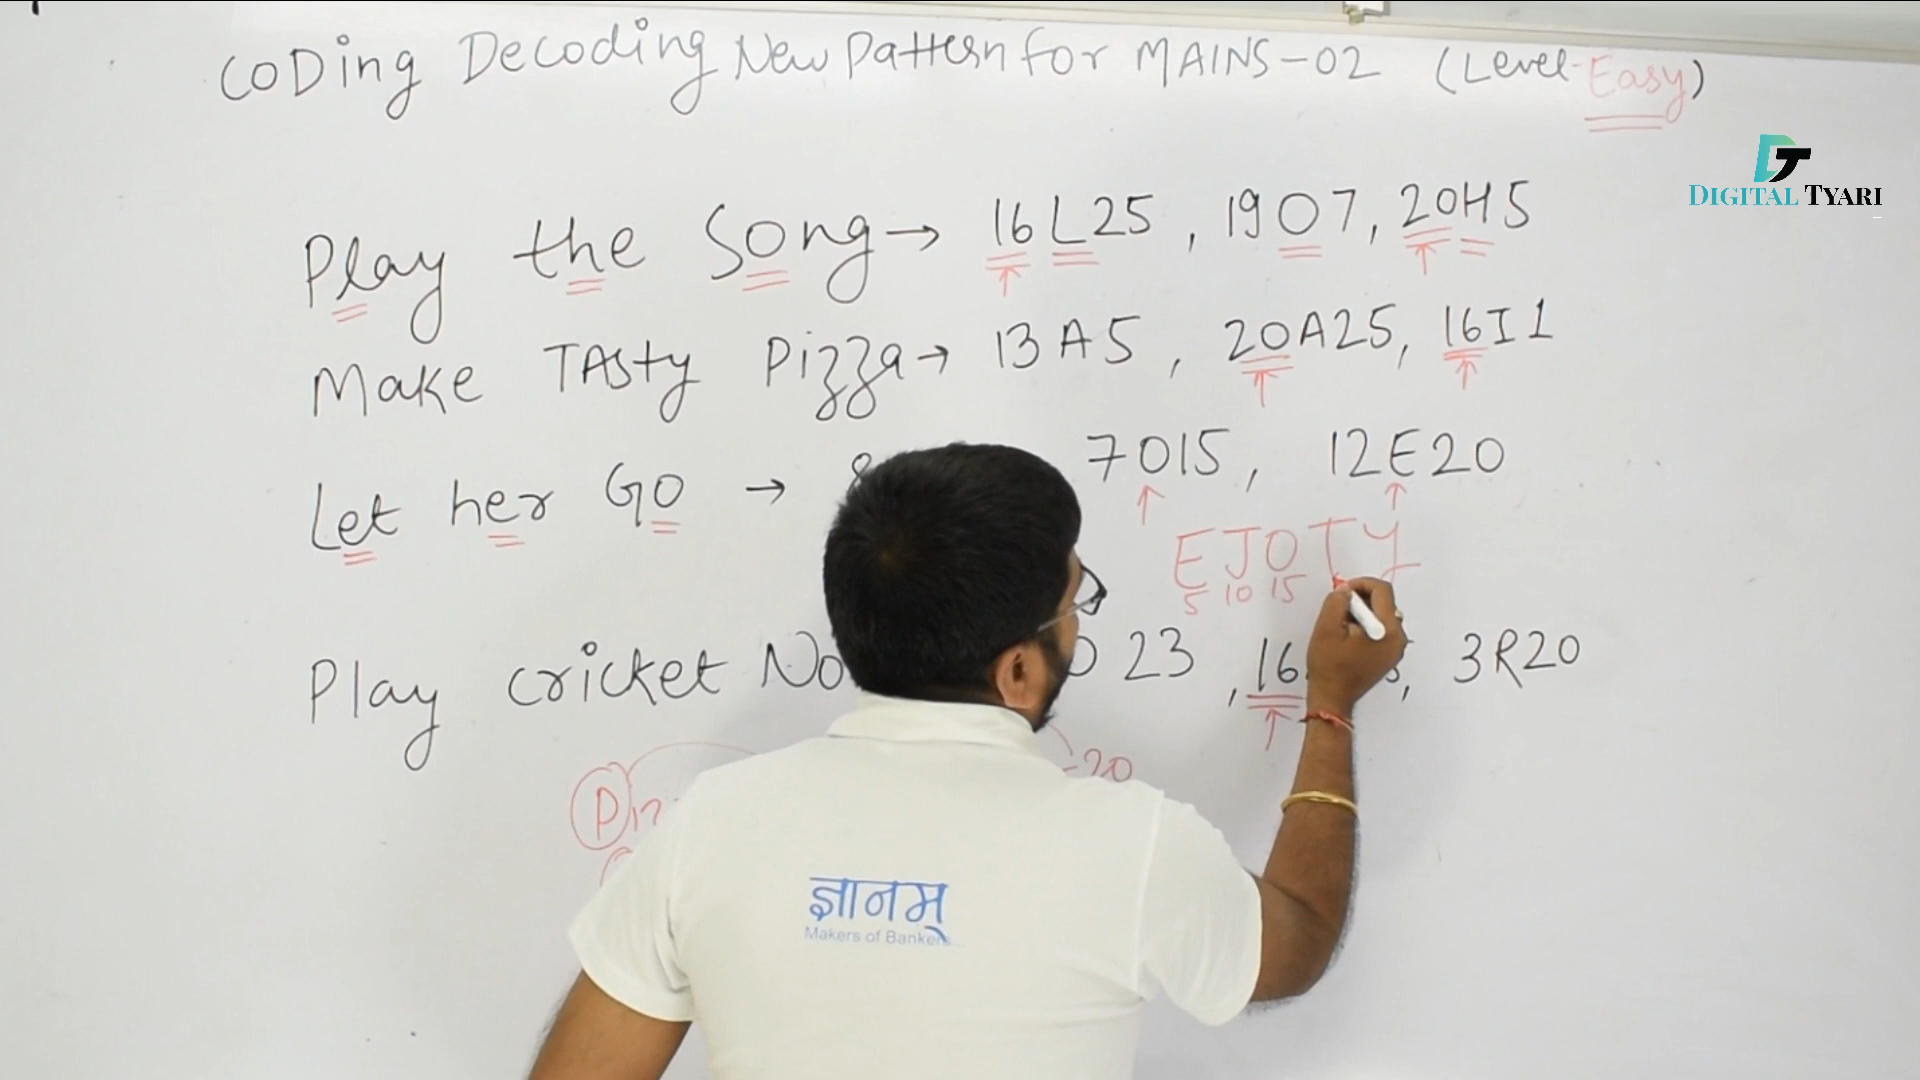 CODing Decoding New Pattern for MAINS-02 (Level-Easy)
DT
DIGITAL TYARI
Play the Song → 16L25, 19O7, 20H5
Make TAsty Pizza → 13A5, 20A25, 16I1
Let her GO → 8 7O15, 12E20
EJOTY
5 10 15
Play cricket No 23, 16 3R20
P 20
ज्ञानम्
Makers of Bankers...